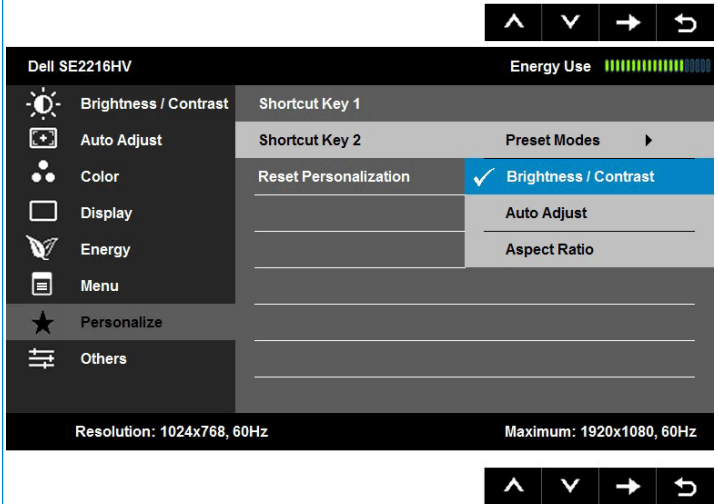 Dell SE2216HV Energy Use
Brightness / Contrast Shortcut Key 1
Auto Adjust Shortcut Key 2 Preset Modes
Color Reset Personalization Brightness / Contrast
Display Auto Adjust
Energy Aspect Ratio
Menu
Personalize
Others
Resolution: 1024x768, 60Hz Maximum: 1920x1080, 60Hz